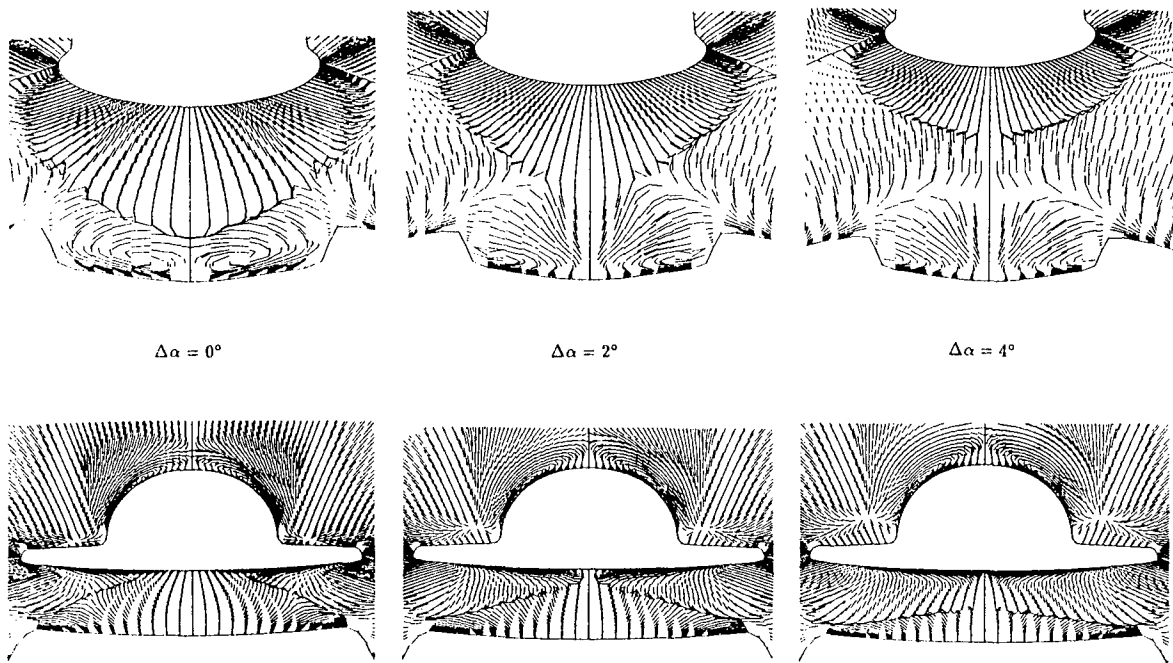 Δα = 0°
Δα = 2°
Δα = 4°